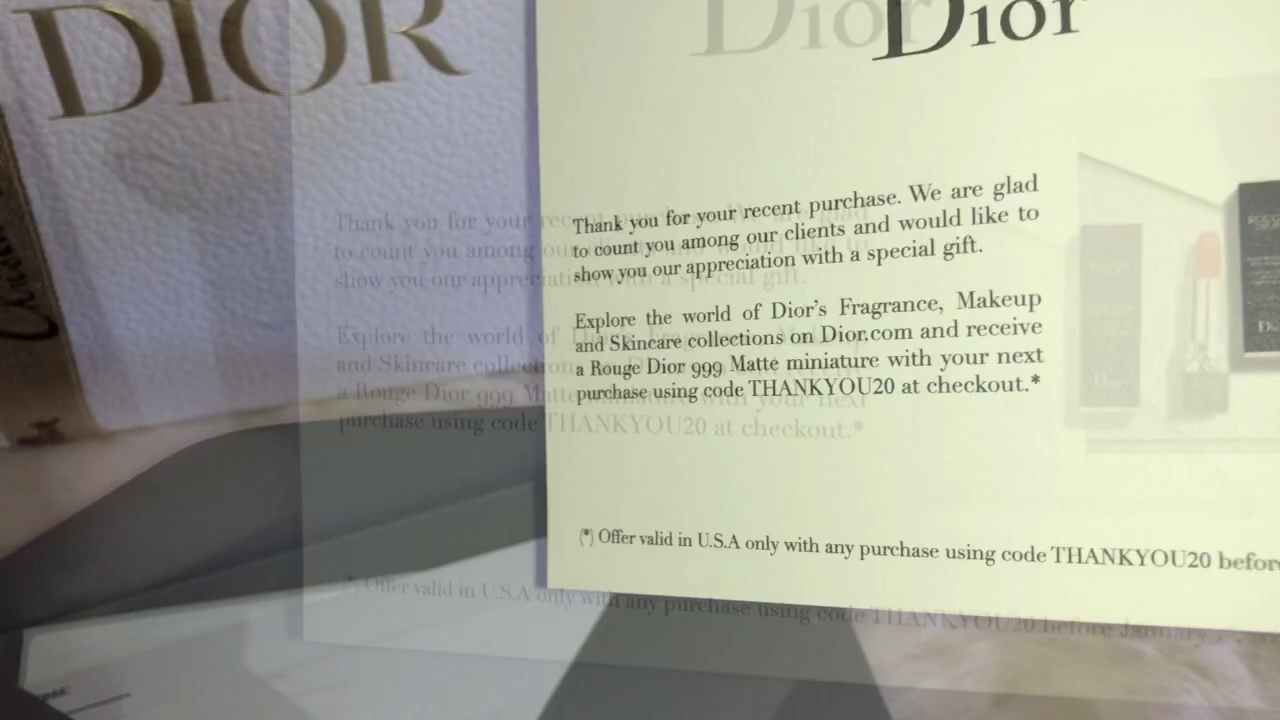 DIOR
Dior
Thank you for your recent purchase. We are glad
to count you among our clients and would like to
show you our appreciation with a special gift.
Explore the world of Dior's Fragrance, Makeup
and Skincare collections on Dior.com and receive
a Rouge Dior 999 Matte miniature with your next
purchase using code THANKYOU20 at checkout.*
(*) Offer valid in U.S.A only with any purchase using code THANKYOU20 before